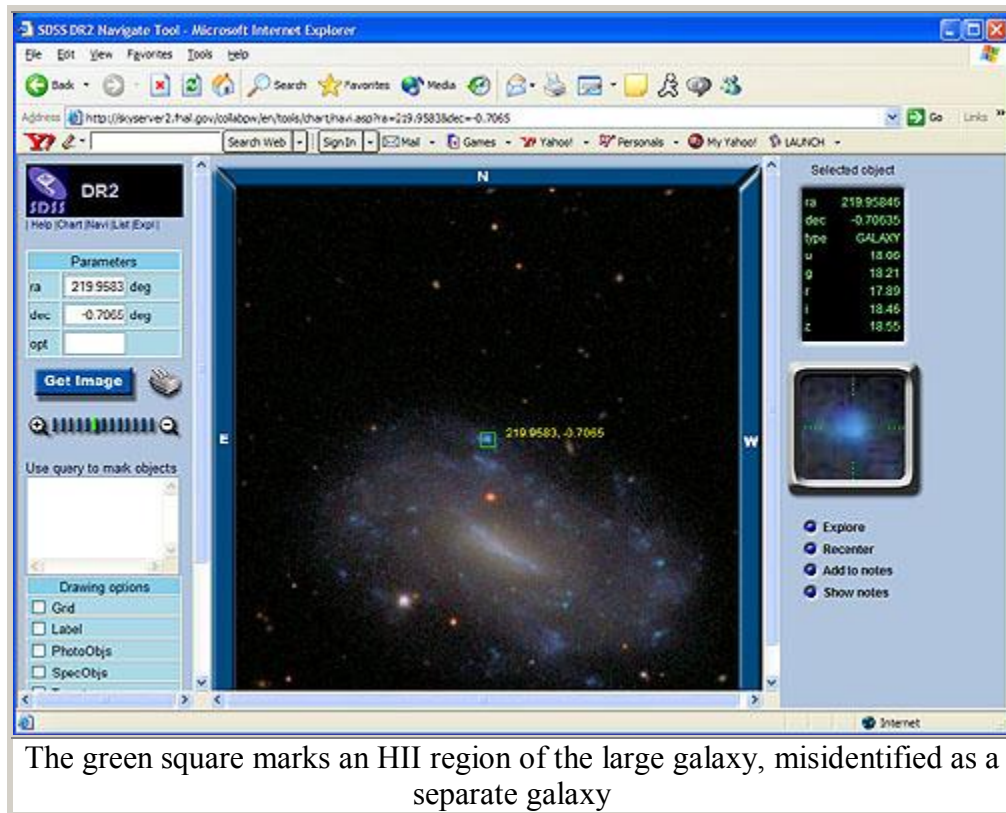 SDSS DR2 Navigate Tool - Microsoft Internet Explorer
File Edit View Favorites Tools Help
Back Search Favorites Media
Address http://skyserver2.fnal.gov/collabpw/en/tools/chart/navi.asp?ra=219.9583&dec=-0.7065 Go Links »
Search Web Sign In Mail Games Yahoo! Personals My Yahoo! LAUNCH
SDSS DR2
| Help |Chart |Navi |List |Expl |
Parameters
ra 219.9583 deg
dec -0.7065 deg
opt
Get Image
Use query to mark objects
Drawing options
Grid
Label
PhotoObjs
SpecObjs
N
E
W
219.9583, -0.7065
Selected object
ra 219.95846
dec -0.70635
type GALAXY
u 18.06
g 18.21
r 17.89
i 18.46
z 18.55
Explore
Recenter
Add to notes
Show notes
Internet
The green square marks an HII region of the large galaxy, misidentified as a
separate galaxy